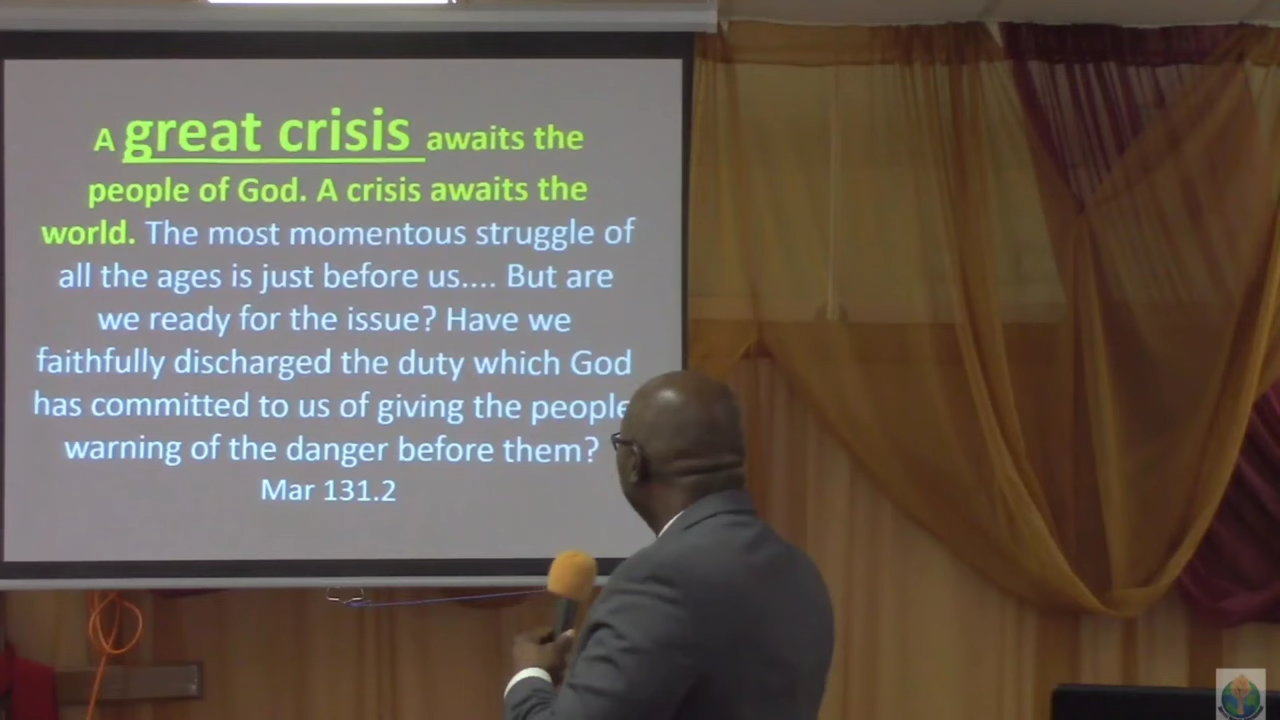 A great crisis awaits the
people of God. A crisis awaits the
world. The most momentous struggle of
all the ages is just before us.... But are
we ready for the issue? Have we
faithfully discharged the duty which God
has committed to us of giving the people
warning of the danger before them?
Mar 131.2